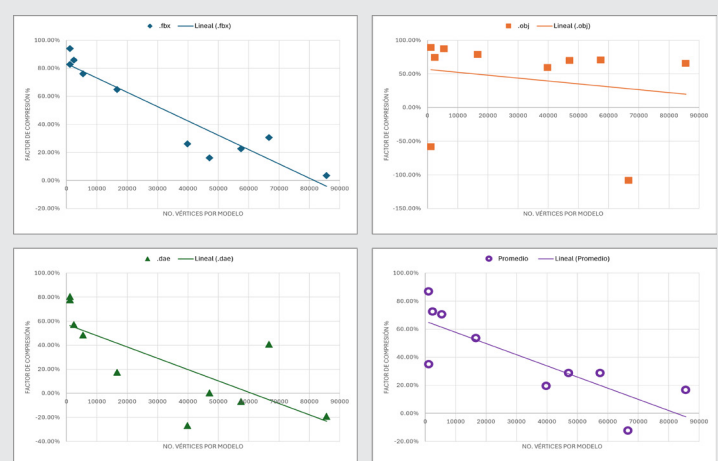 .fbx Lineal (.fbx)
100.00%
80.00%
60.00%
40.00%
20.00%
0.00%
-20.00%
0 10000 20000 30000 40000 50000 60000 70000 80000 90000
FACTOR DE COMPRESIÓN %
NO. VÉRTICES POR MODELO
.obj Lineal (.obj)
100.00%
50.00%
0.00%
-50.00%
-100.00%
-150.00%
0 10000 20000 30000 40000 50000 60000 70000 80000 90000
FACTOR DE COMPRESIÓN %
NO. VÉRTICES POR MODELO
.dae Lineal (.dae)
100.00%
80.00%
60.00%
40.00%
20.00%
0.00%
-20.00%
-40.00%
0 10000 20000 30000 40000 50000 60000 70000 80000 90000
FACTOR DE COMPRESIÓN %
NO. VÉRTICES POR MODELO
Promedio Lineal (Promedio)
100.00%
80.00%
60.00%
40.00%
20.00%
0.00%
-20.00%
0 10000 20000 30000 40000 50000 60000 70000 80000 90000
FACTOR DE COMPRESIÓN %
NO. VÉRTICES POR MODELO